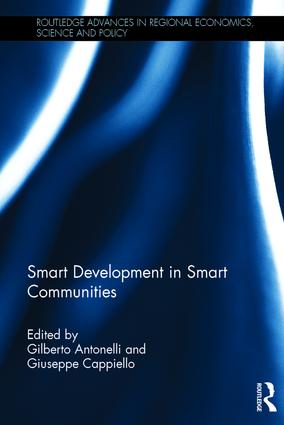 ROUTLEDGE ADVANCES IN REGIONAL ECONOMICS,
SCIENCE AND POLICY
Smart Development in Smart
Communities
Edited by
Gilberto Antonelli and
Giuseppe Cappiello
ROUTLEDGE